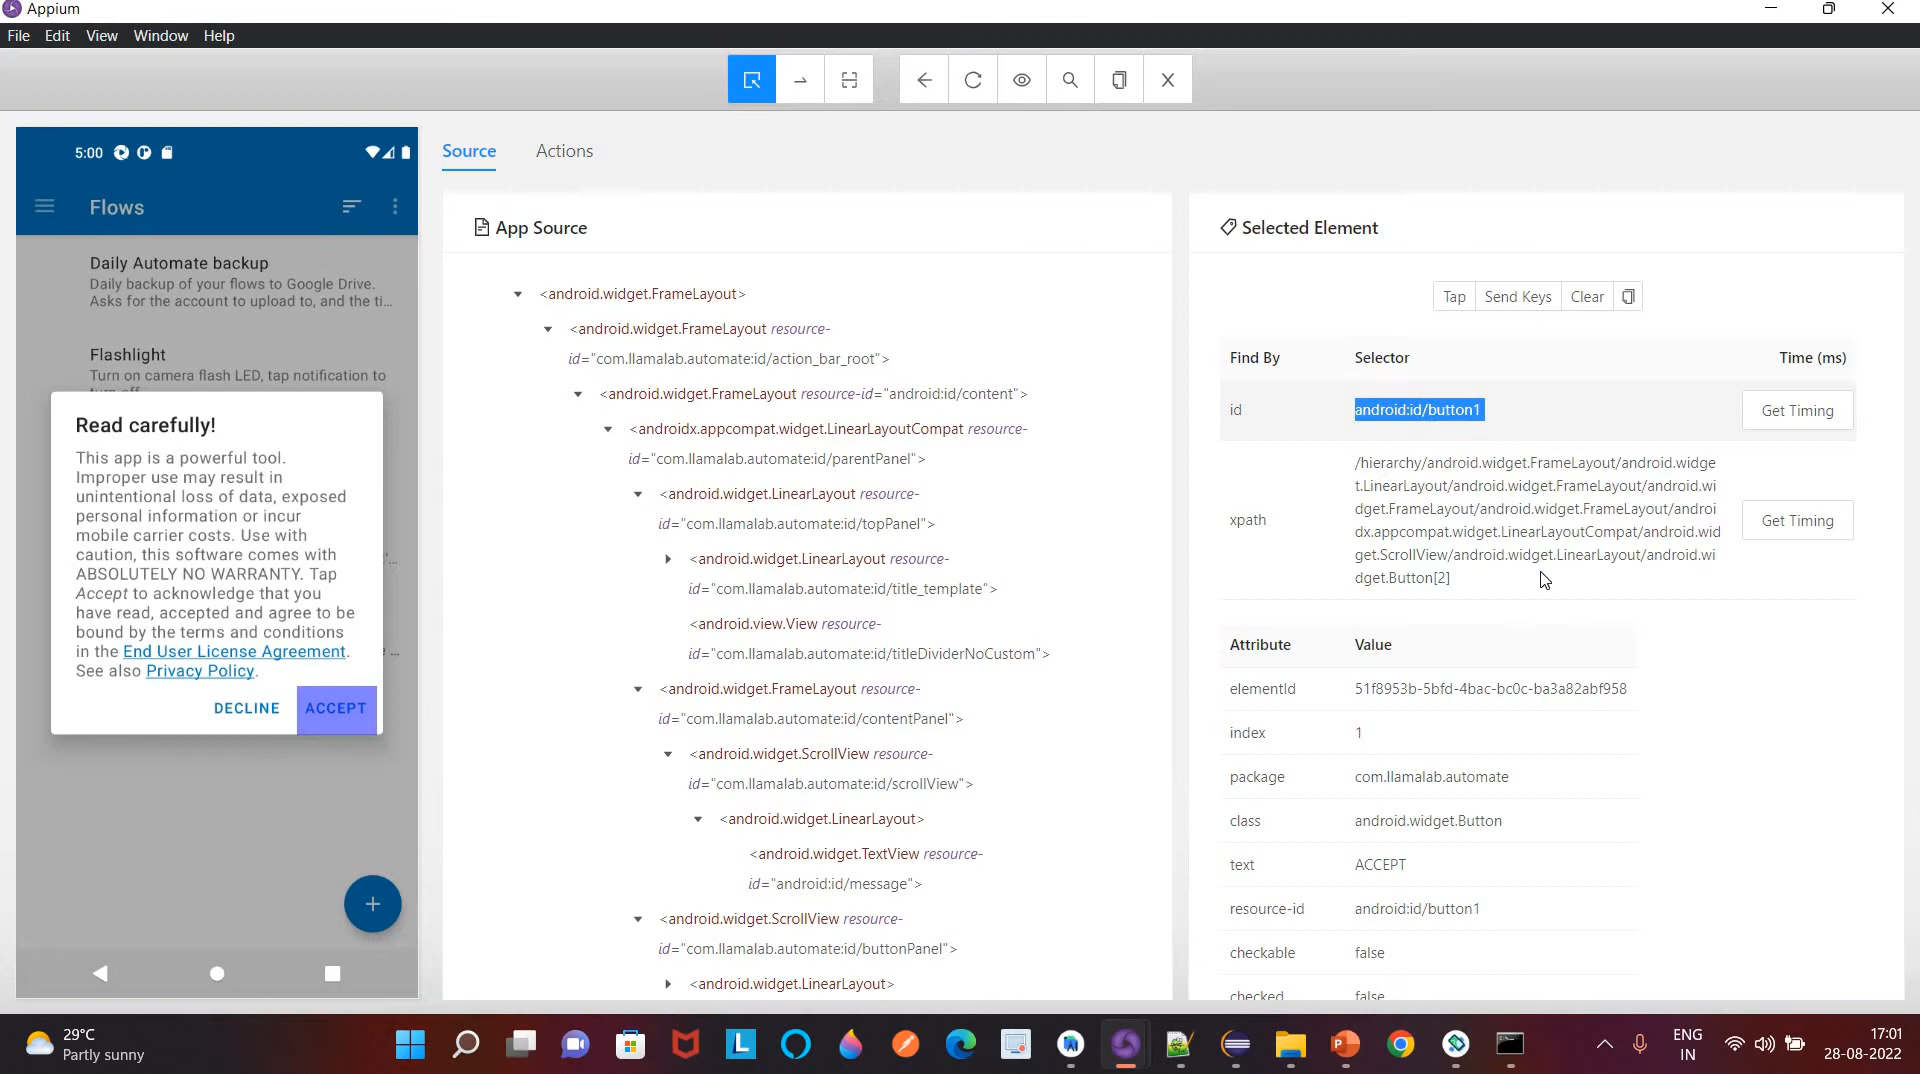 Appium
File Edit View Window Help
5:00
Flows
Daily Automate backup
Daily backup of your flows to Google Drive.
Asks for the account to upload to, and the ti...
Flashlight
Turn on camera flash LED, tap notification to
Read carefully!
This app is a powerful tool.
Improper use may result in
unintentional loss of data, exposed
personal information or incur
mobile carrier costs. Use with
caution, this software comes with
ABSOLUTELY NO WARRANTY. Tap
Accept to acknowledge that you
have read, accepted and agree to be
bound by the terms and conditions
in the End User License Agreement.
See also Privacy Policy.
DECLINE ACCEPT
Source Actions
App Source
<android.widget.FrameLayout>
<android.widget.FrameLayout resource-
id="com.llamalab.automate:id/action_bar_root">
<android.widget.FrameLayout resource-id="android:id/content">
<androidx.appcompat.widget.LinearLayoutCompat resource-
id="com.llamalab.automate:id/parentPanel">
<android.widget.LinearLayout resource-
id="com.llamalab.automate:id/topPanel">
<android.widget.LinearLayout resource-
id="com.llamalab.automate:id/title_template">
<android.view.View resource-
id="com.llamalab.automate:id/titleDividerNoCustom">
<android.widget.FrameLayout resource-
id="com.llamalab.automate:id/contentPanel">
<android.widget.ScrollView resource-
id="com.llamalab.automate:id/scrollView">
<android.widget.LinearLayout>
<android.widget.TextView resource-
id="android:id/message">
<android.widget.ScrollView resource-
id="com.llamalab.automate:id/buttonPanel">
<android.widget.LinearLayout>
Selected Element
Tap Send Keys Clear
Find By Selector Time (ms)
id android:id/button1 Get Timing
/hierarchy/android.widget.FrameLayout/android.widge
t.LinearLayout/android.widget.FrameLayout/android.wi
dget.FrameLayout/android.widget.FrameLayout/androi
xpath dx.appcompat.widget.LinearLayoutCompat/android.wid Get Timing
get.ScrollView/android.widget.LinearLayout/android.wi
dget.Button[2]
Attribute Value
elementId 51f8953b-5bfd-4bac-bc0c-ba3a82abf958
index 1
package com.llamalab.automate
class android.widget.Button
text ACCEPT
resource-id android:id/button1
checkable false
checked false
29°C
Partly sunny
ENG
IN
17:01
28-08-2022